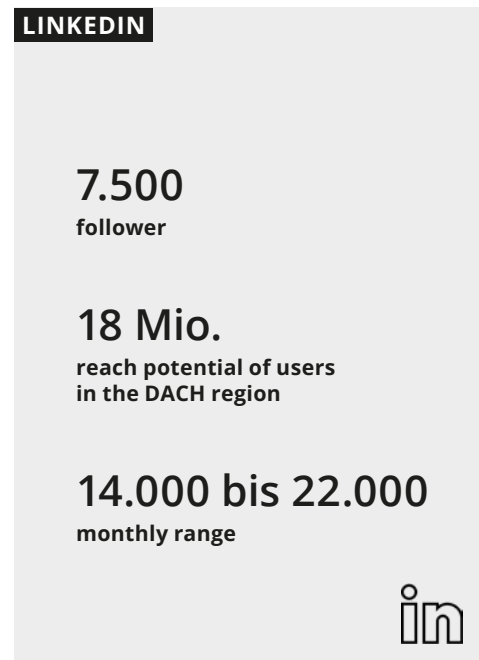 LINKEDIN
7.500
follower
18 Mio.
reach potential of users
in the DACH region
14.000 bis 22.000
monthly range
in